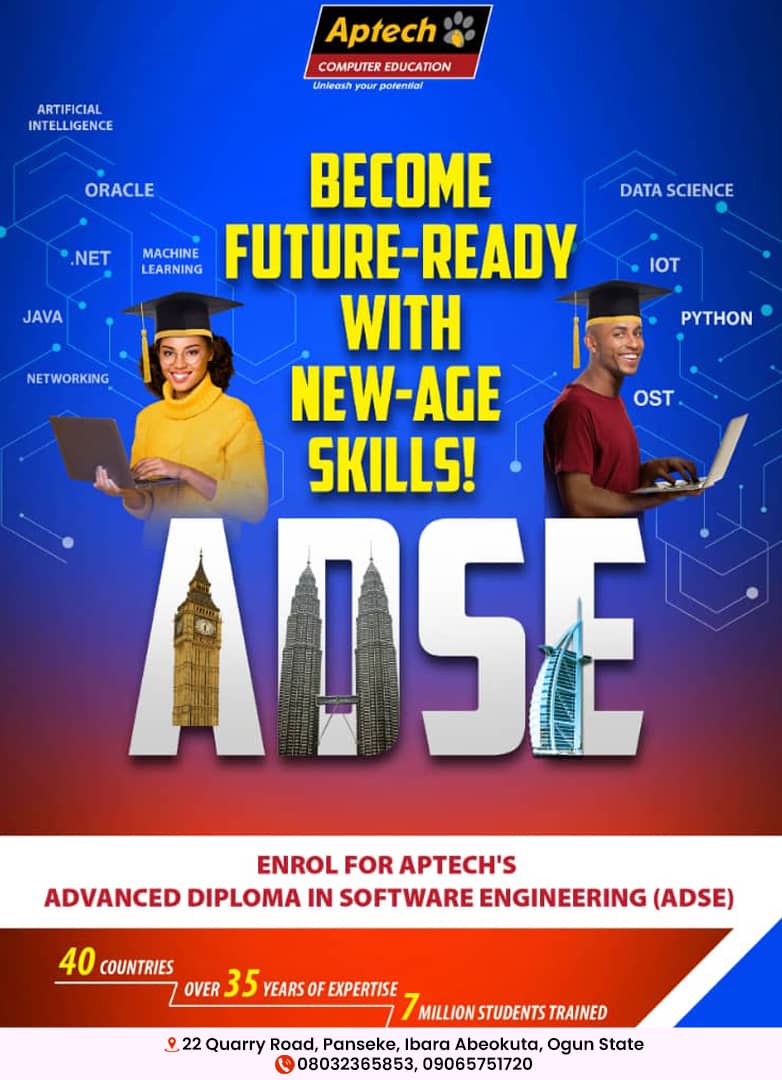 Aptech
COMPUTER EDUCATION
Unleash your potential
ARTIFICIAL
INTELLIGENCE
ORACLE
.NET
MACHINE
LEARNING
JAVA
NETWORKING
BECOME
FUTURE-READY
WITH
NEW-AGE
SKILLS!
DATA SCIENCE
IOT
PYTHON
OST
ADSE
ENROL FOR APTECH'S
ADVANCED DIPLOMA IN SOFTWARE ENGINEERING (ADSE)
40 COUNTRIES
OVER 35 YEARS OF EXPERTISE
7 MILLION STUDENTS TRAINED
22 Quarry Road, Panseke, Ibara Abeokuta, Ogun State
08032365853, 09065751720